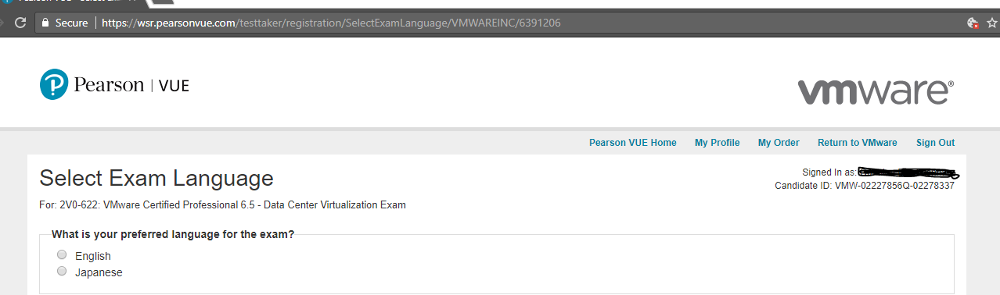 Secure | https://wsr.pearsonvue.com/testtaker/registration/SelectExamLanguage/VMWAREINC/6391206
Pearson | VUE
vmware®
Pearson VUE Home My Profile My Order Return to VMware Sign Out
Select Exam Language
Signed In as:
Candidate ID: VMW-02227856Q-02278337
For: 2V0-622: VMware Certified Professional 6.5 - Data Center Virtualization Exam
What is your preferred language for the exam?
English
Japanese